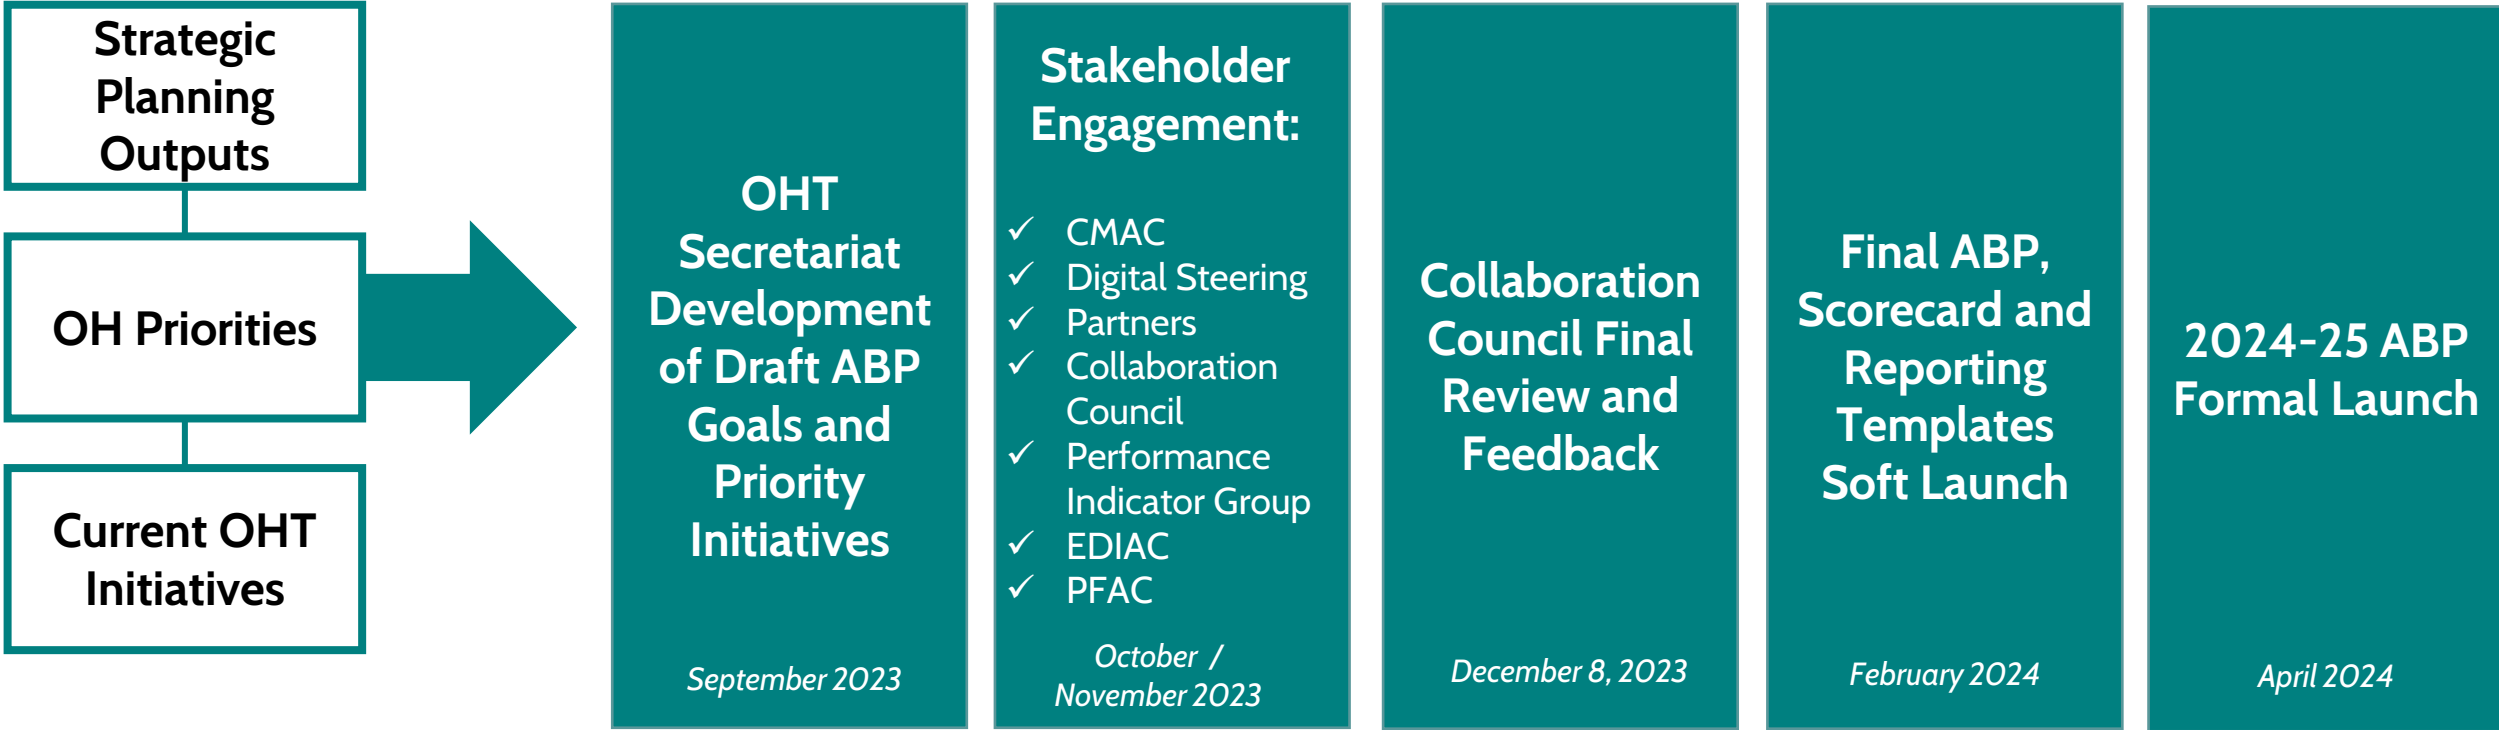 Strategic
Planning
Outputs
OH Priorities
Current OHT
Initiatives
OHT
Secretariat
Development
of Draft ABP
Goals and
Priority
Initiatives
September 2023
Stakeholder
Engagement:
✓ CMAC
✓ Digital Steering
✓ Partners
✓ Collaboration
Council
✓ Performance
Indicator Group
✓ EDIAC
✓ PFAC
October /
November 2023
Collaboration
Council Final
Review and
Feedback
December 8, 2023
Final ABP,
Scorecard and
Reporting
Templates
Soft Launch
February 2024
2024-25 ABP
Formal Launch
April 2024